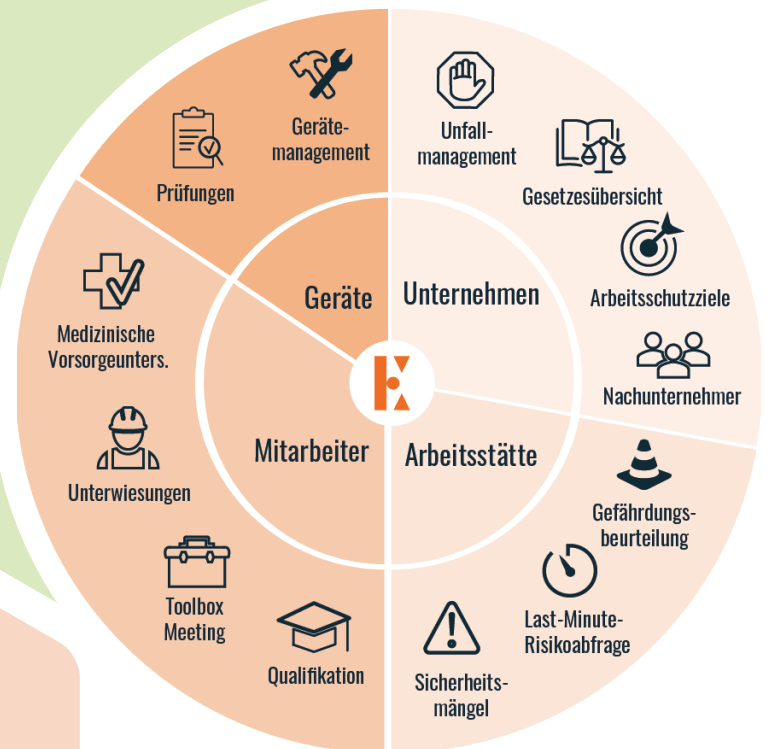 Geräte-
management
Prüfungen
Unfall-
management
Gesetzesübersicht
Arbeitsschutzziele
Nachunternehmer
Geräte
Unternehmen
Mitarbeiter
Arbeitsstätte
Medizinische
Vorsorgeunters.
Unterwiesungen
Toolbox
Meeting
Qualifikation
Gefährdungs-
beurteilung
Last-Minute-
Risikoabfrage
Sicherheits-
mängel